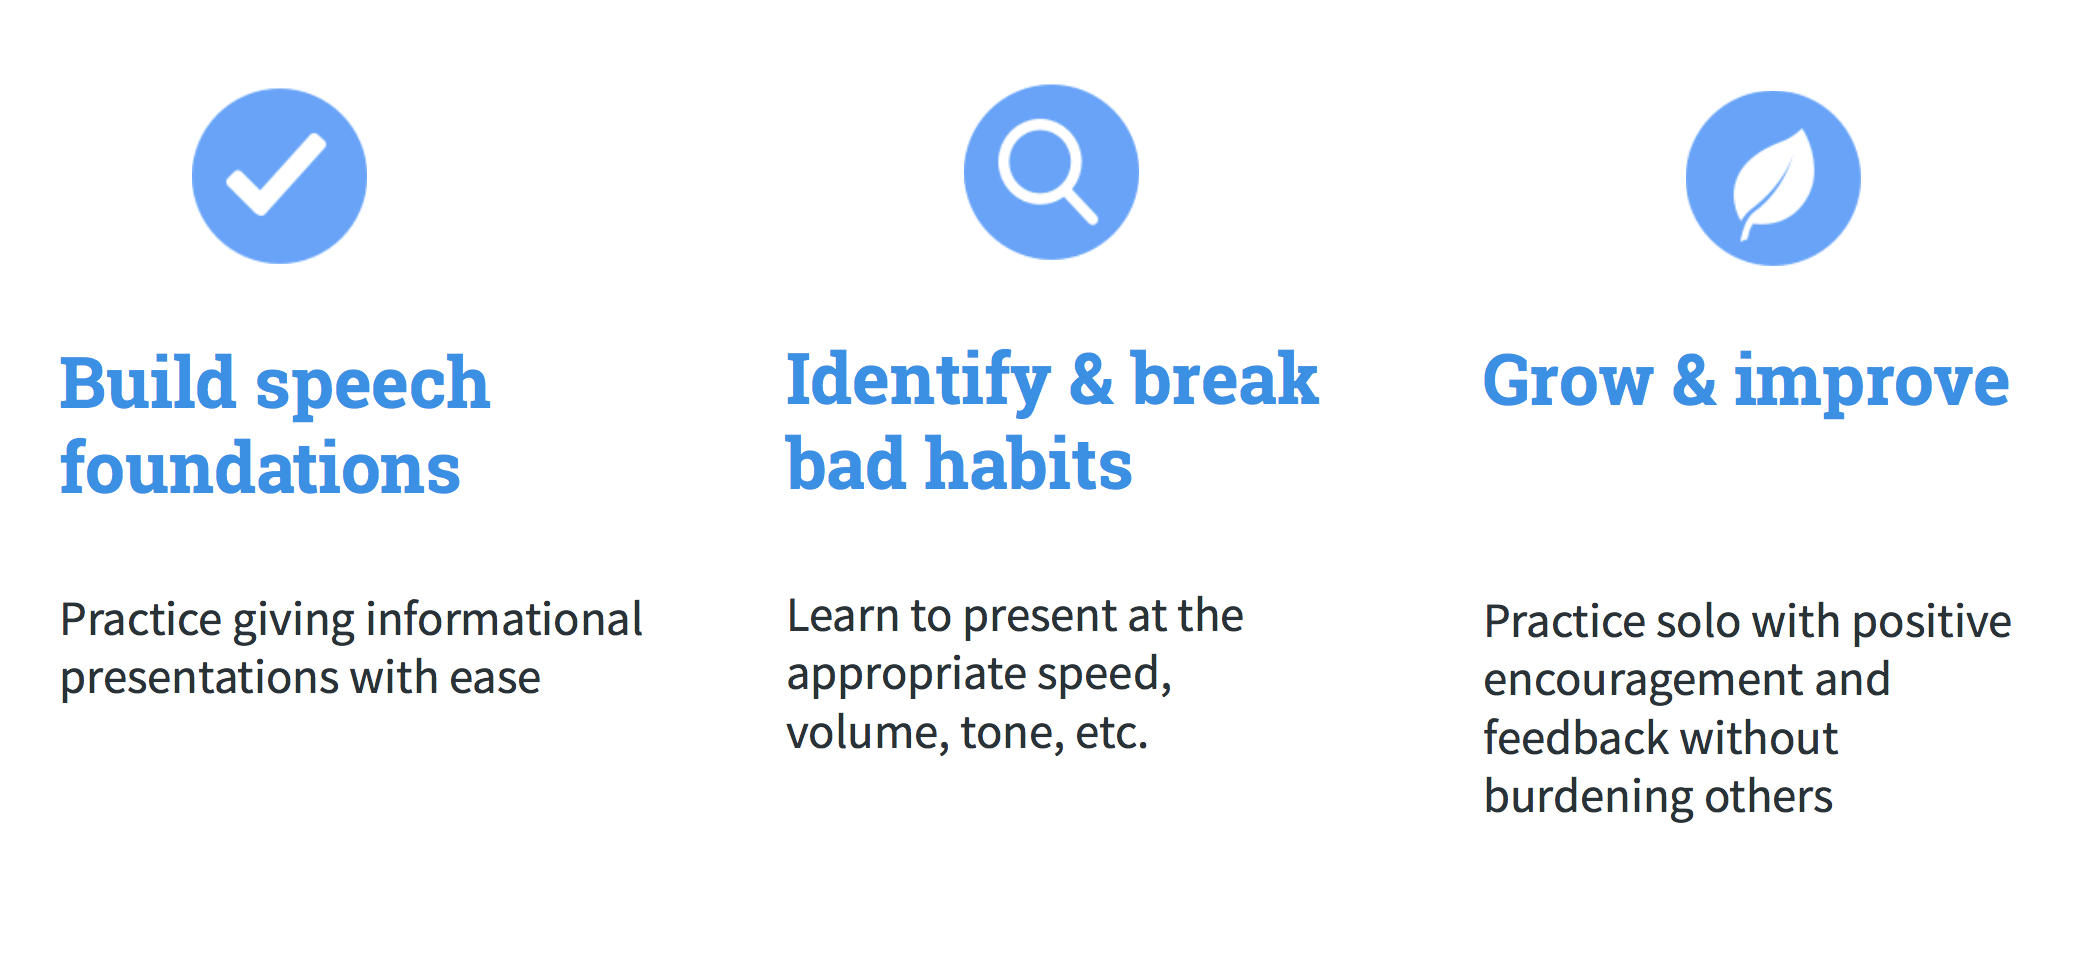 Build speech
foundations
Practice giving informational
presentations with ease
Identify & break
bad habits
Learn to present at the
appropriate speed,
volume, tone, etc.
Grow & improve
Practice solo with positive
encouragement and
feedback without
burdening others